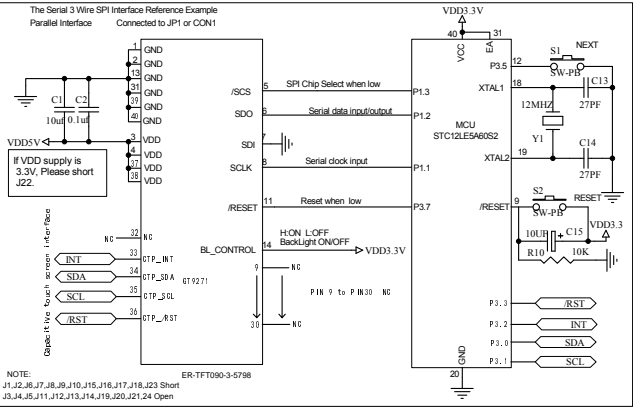 The Serial 3 Wire SPI Interface Reference Example
Parallel Interface Connected to JP1 or CON1
1 GND
2 GND
13 GND
31 GND
39 GND
40 GND
C1 C2
10uf 0.1uf
VDD5V
3 VDD
4 VDD
37 VDD
38 VDD
If VDD supply is
3.3V, Please short
J22.
Capacitive touch screen interface
NC 32 NC
INT 33 CTP_INT
SDA 34 CTP_SDA
SCL 35 CTP_SCL
/RST 36 CTP_/RST
GT9271
/SCS 5 SPI Chip Select when low P1.3
SDO 6 Serial data input/output P1.2
SDI 7
SCLK 8 Serial clock input P1.1
/RESET 11 Reset when low P3.7
BL_CONTROL 14 H:ON L:OFF
BackLight ON/OFF VDD3.3V
9 NC
PIN 9 to PIN30 NC
30 NC
ER-TFT090-3-5798
VDD3.3V
40 31
VCC EA
MCU
STC12LE5A60S2
P3.5 12 S1 NEXT
SW-PB
XTAL1 18 C13
27PF
12MHZ
Y1
XTAL2 19 C14
27PF
/RESET 9 S2 RESET
SW-PB
VDD3.3
10UF + C15
R10 10K
P3.3 /RST
P3.2 INT
P3.0 SDA
P3.1 SCL
GND
20
NOTE:
J1,J2,J6,J7,J8,J9,J10,J15,J16,J17,J18,J23 Short
J3,J4,J5,J11,J12,J13,J14,J19,J20,J21,24 Open